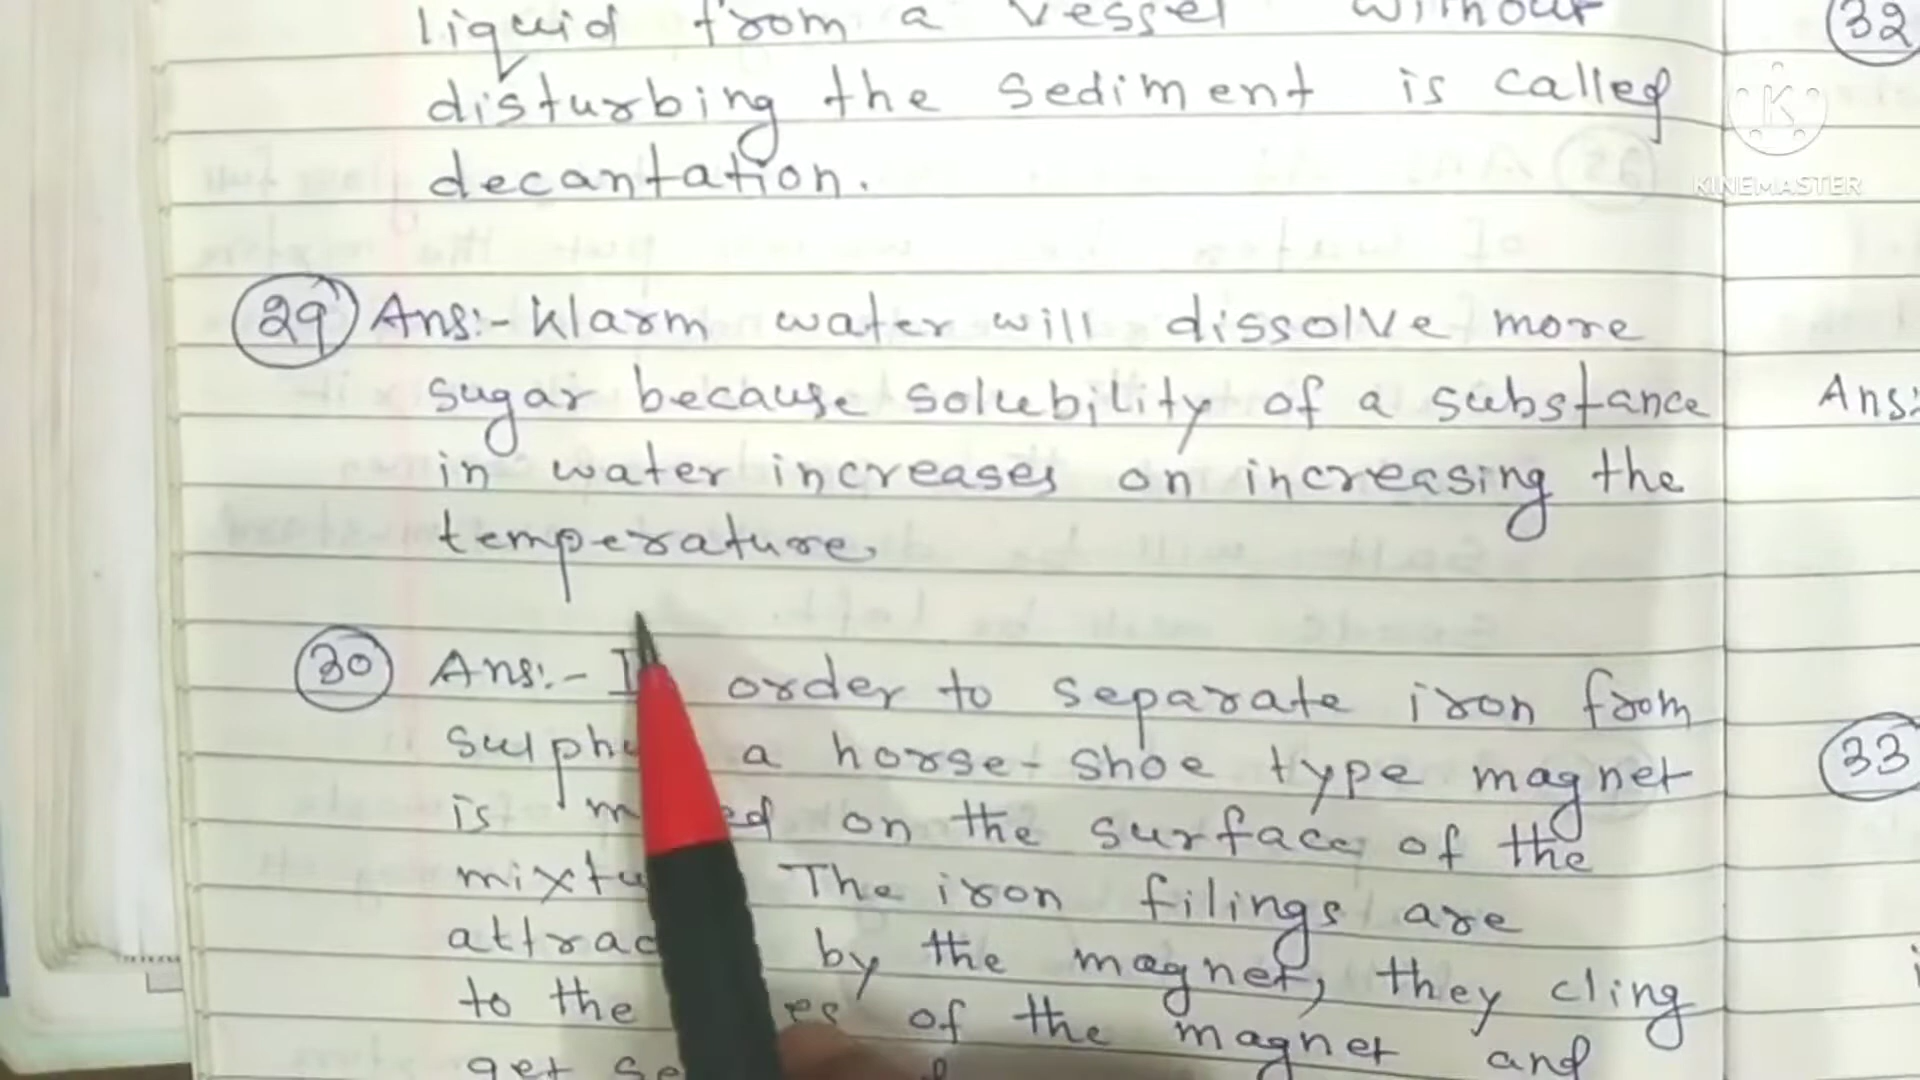 liquid from a vessel without
disturbing the sediment is called
decantation.
29 Ans:- Warm water will dissolve more
sugar because solubility of a substance
in water increases on increasing the
temperature.
30 Ans:- order to separate iron from
a horse-shoe type magnet
is on the surface of the
The iron filings are
by the magnet, they cling
to the of the magnet and
get
32
Ans:
33
KINEMASTER